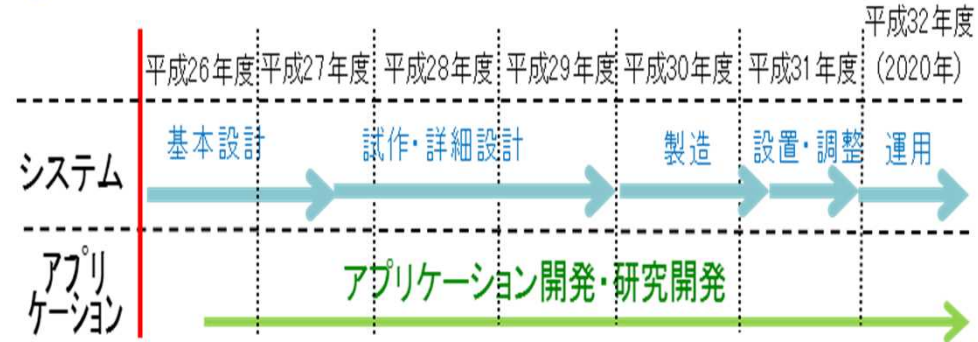 平成26年度 平成27年度 平成28年度 平成29年度 平成30年度 平成31年度 平成32年度
(2020年)
システム
基本設計 試作・詳細設計 製造 設置・調整 運用
アプリ
ケーション
アプリケーション開発・研究開発